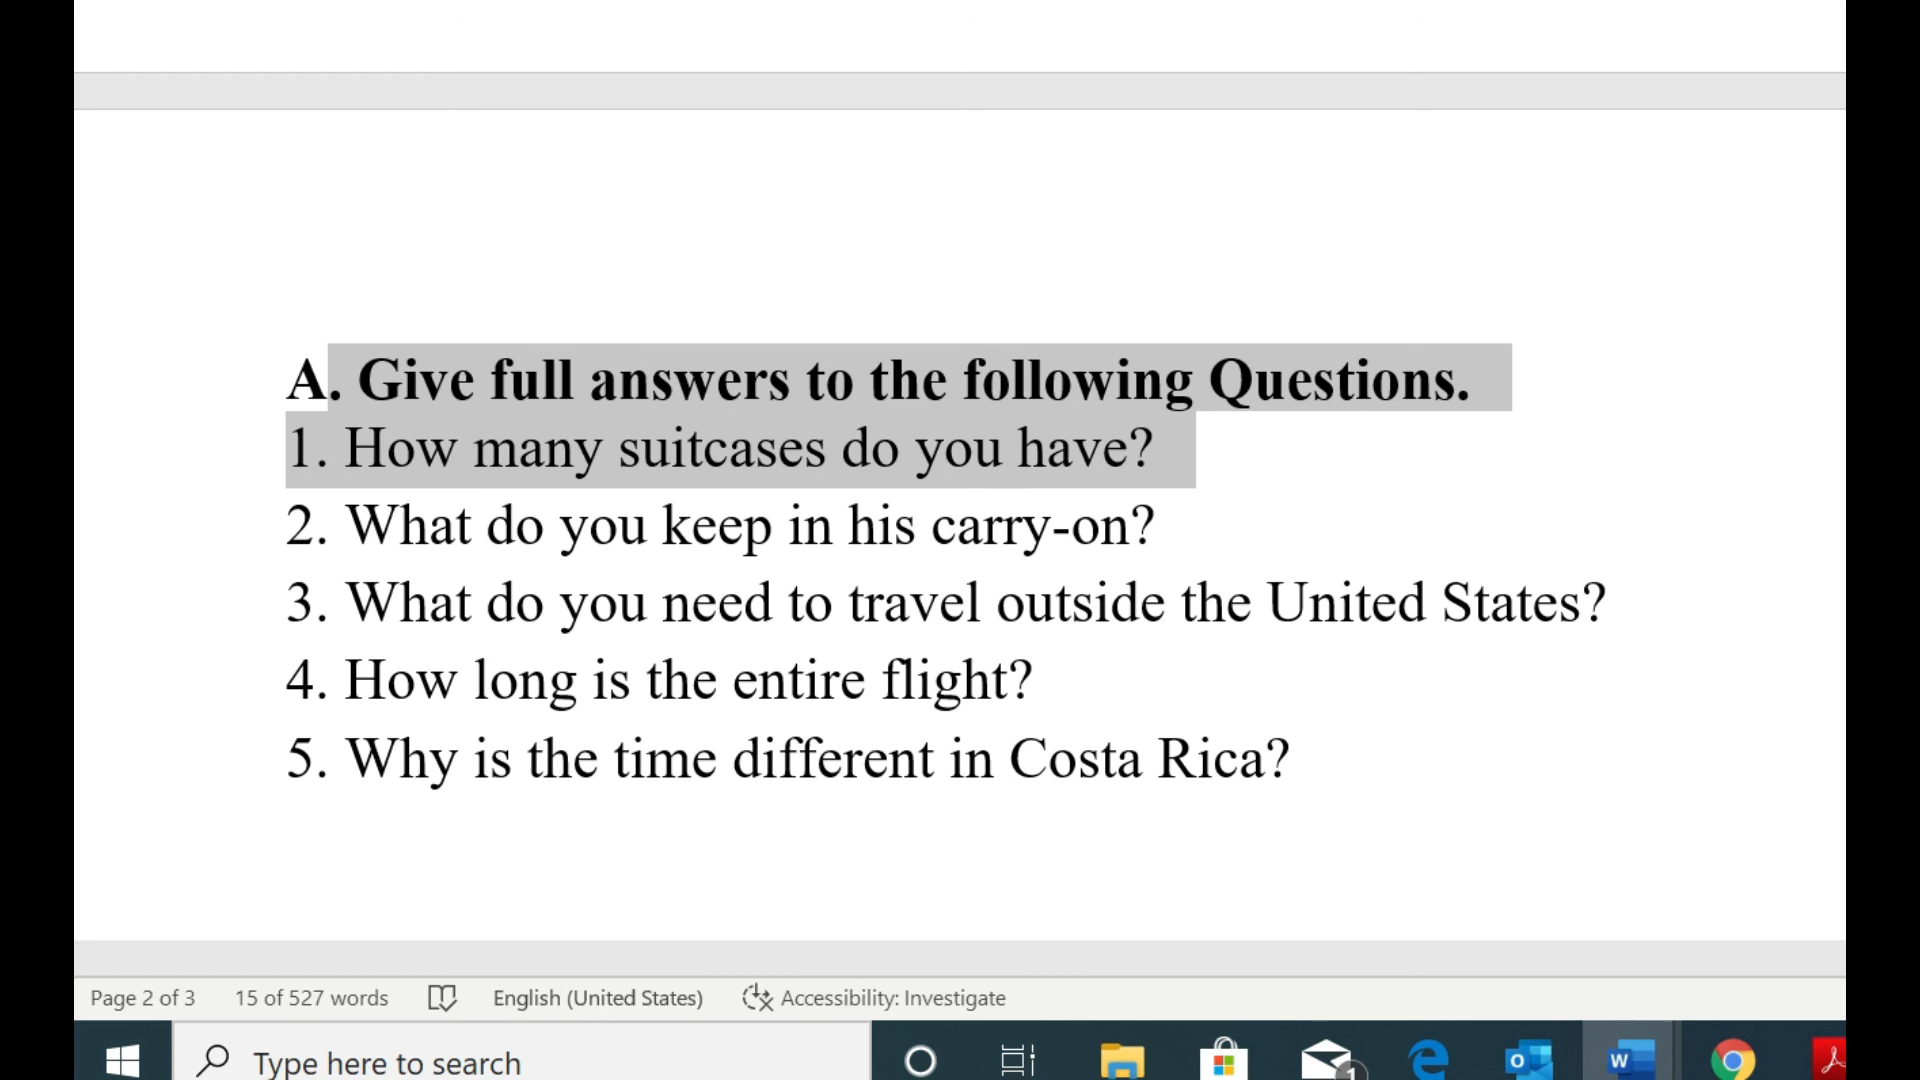 A. Give full answers to the following Questions.
1. How many suitcases do you have?
2. What do you keep in his carry-on?
3. What do you need to travel outside the United States?
4. How long is the entire flight?
5. Why is the time different in Costa Rica?
Page 2 of 3 15 of 527 words English (United States) Accessibility: Investigate
Type here to search 1 O W